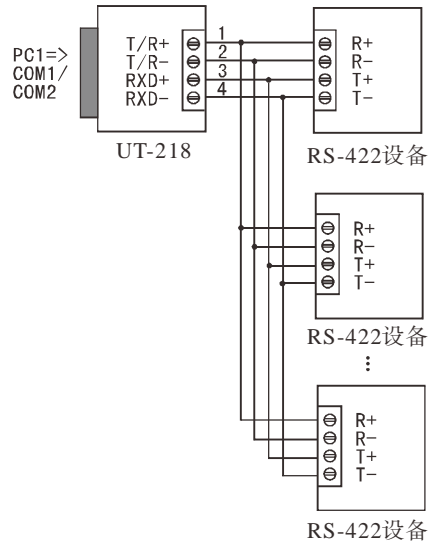 PC1=>
COM1/
COM2
T/R+ 1
T/R- 2
RXD+ 3
RXD- 4
UT-218
R+
R-
T+
T-
RS-422设备
R+
R-
T+
T-
RS-422设备
⋮
R+
R-
T+
T-
RS-422设备